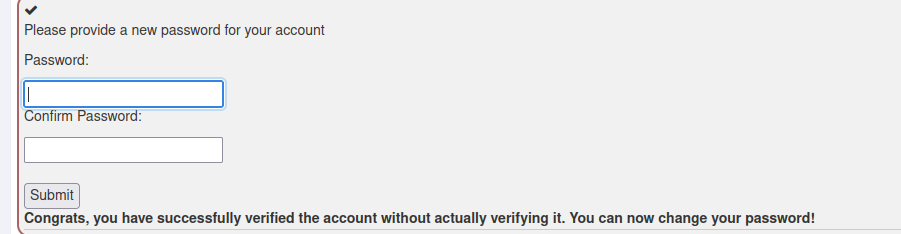 Please provide a new password for your account
Password:
Confirm Password:
Submit
Congrats, you have successfully verified the account without actually verifying it. You can now change your password!